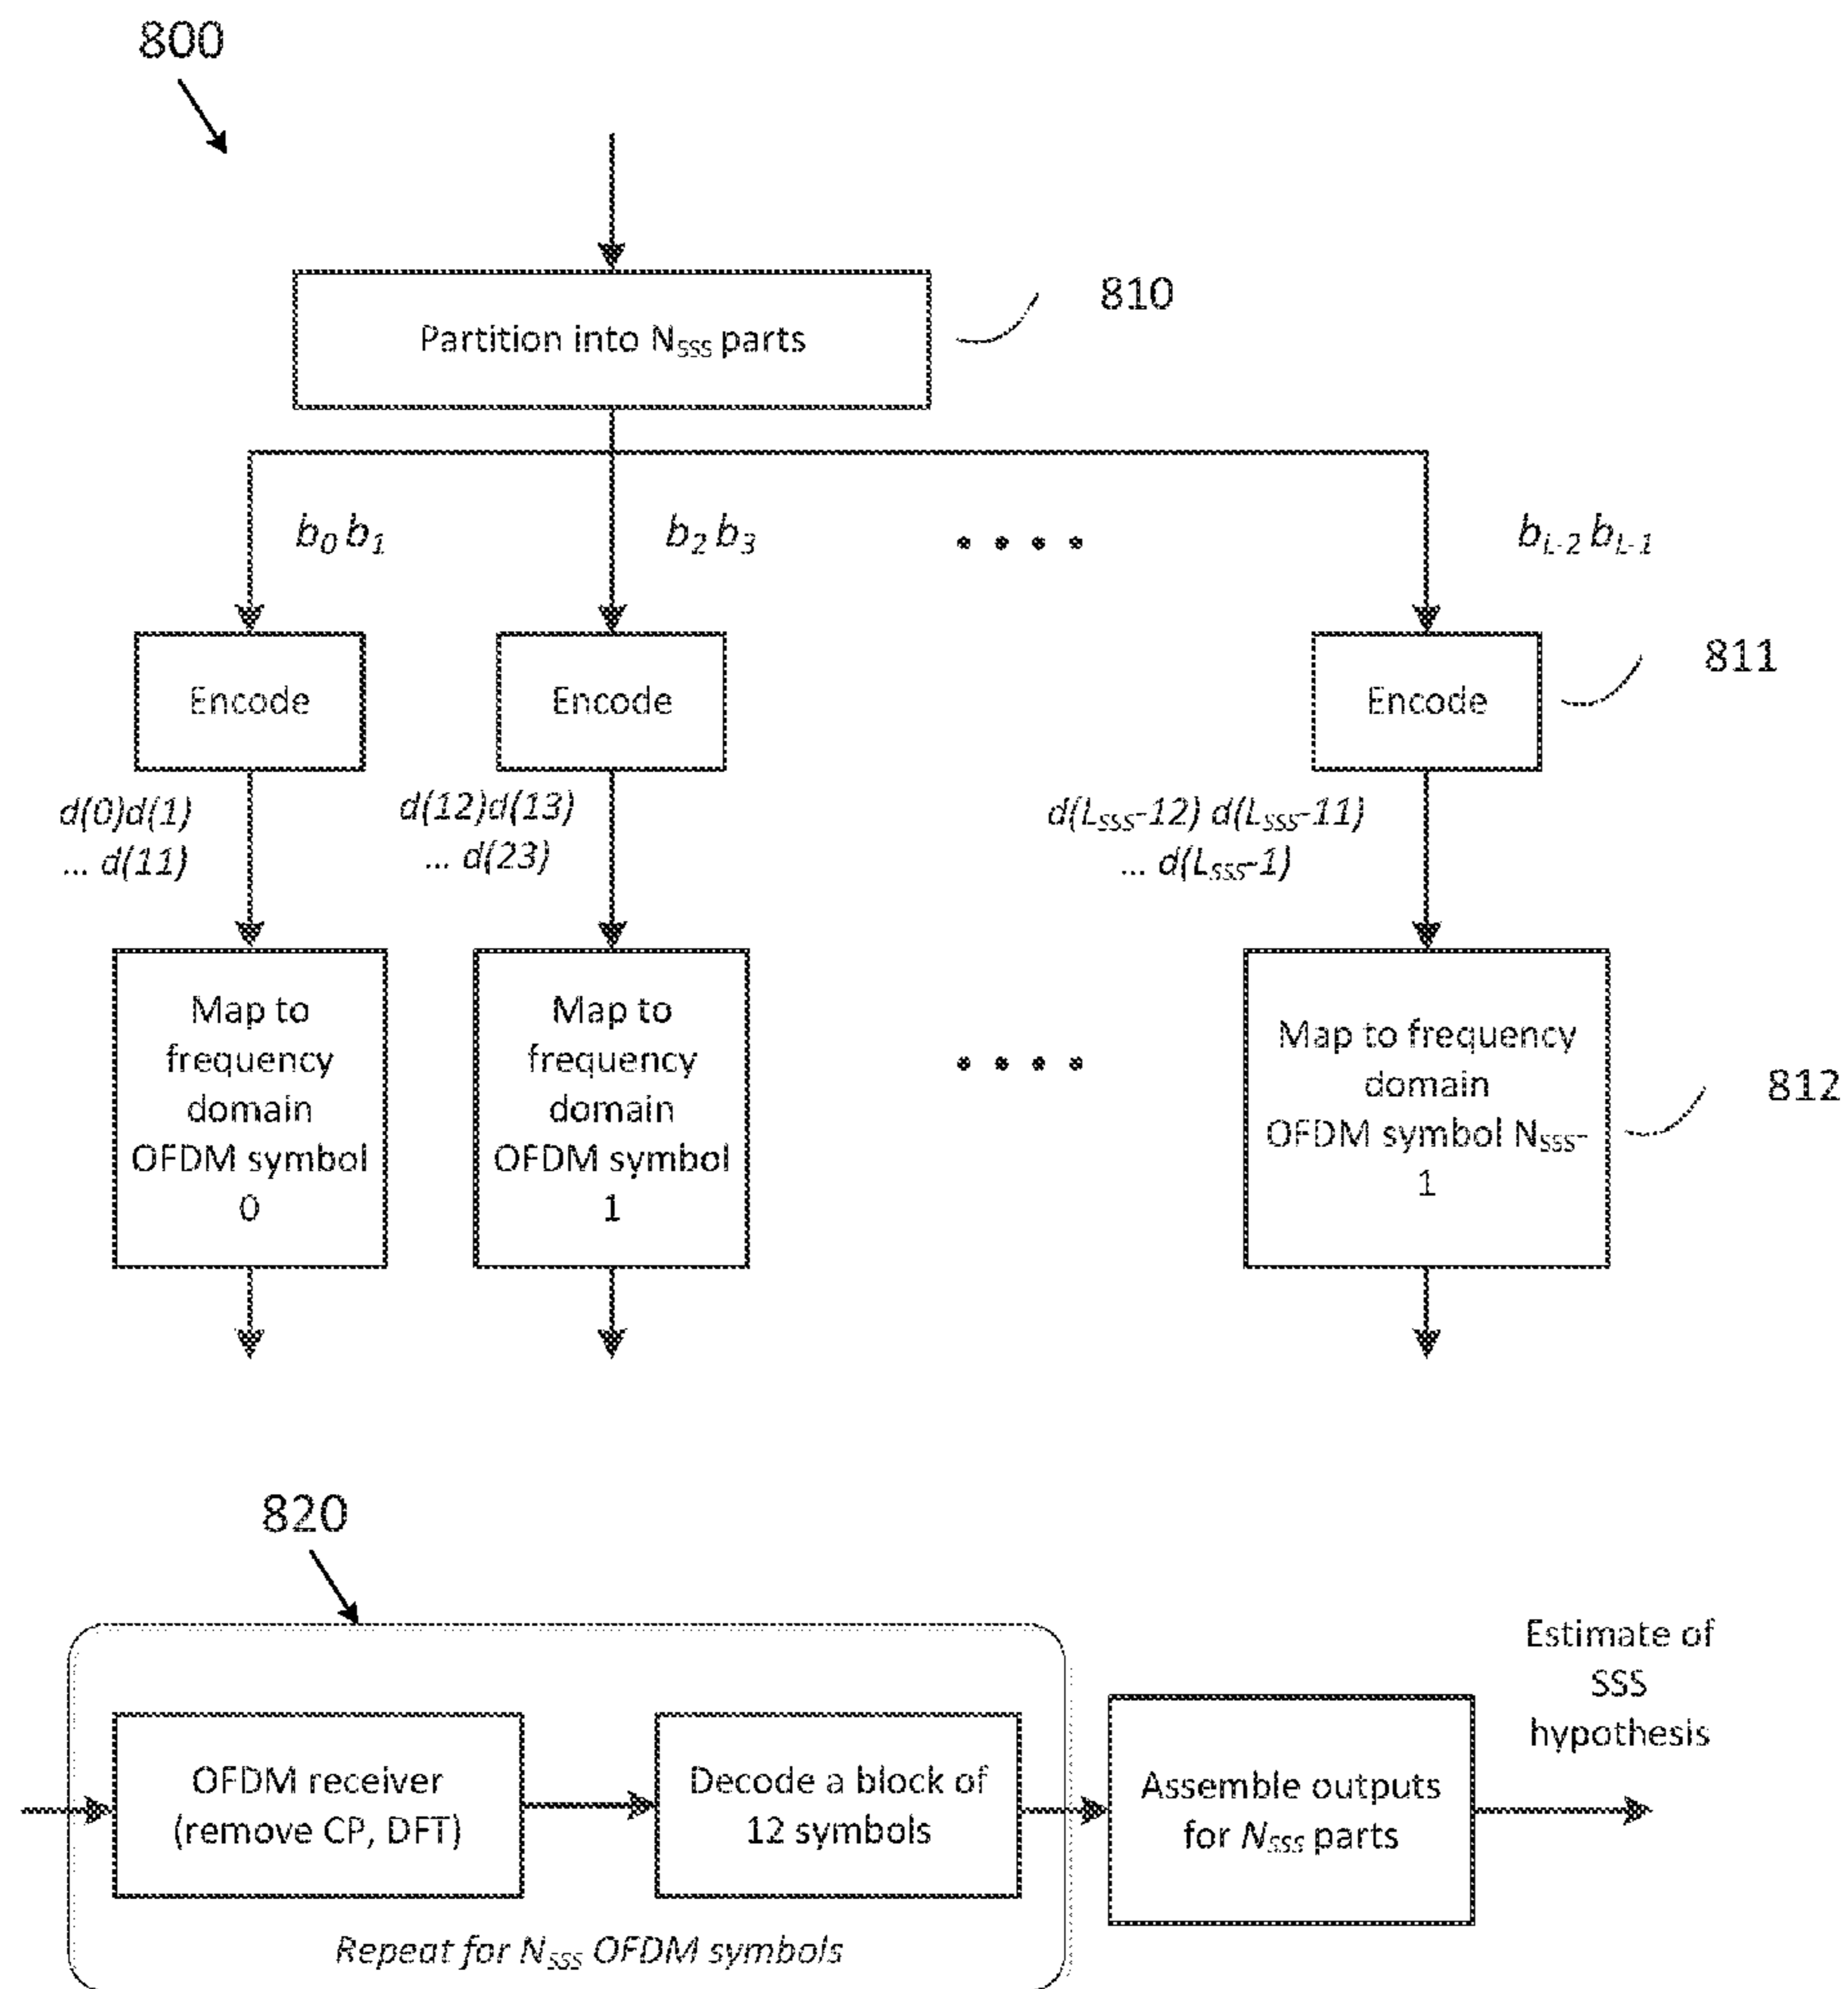 800
Partition into NSSS parts
810
b0 b1
b2 b3
bL-2 bL-1
Encode
Encode
Encode
811
d(0)d(1)
... d(11)
d(12)d(13)
... d(23)
d(LSSS-12) d(LSSS-11)
... d(LSSS-1)
Map to
frequency
domain
OFDM symbol
0
Map to
frequency
domain
OFDM symbol
1
Map to frequency
domain
OFDM symbol NSSS-
1
812
820
OFDM receiver
(remove CP, DFT)
Decode a block of
12 symbols
Repeat for NSSS OFDM symbols
Assemble outputs
for NSSS parts
Estimate of
SSS
hypothesis